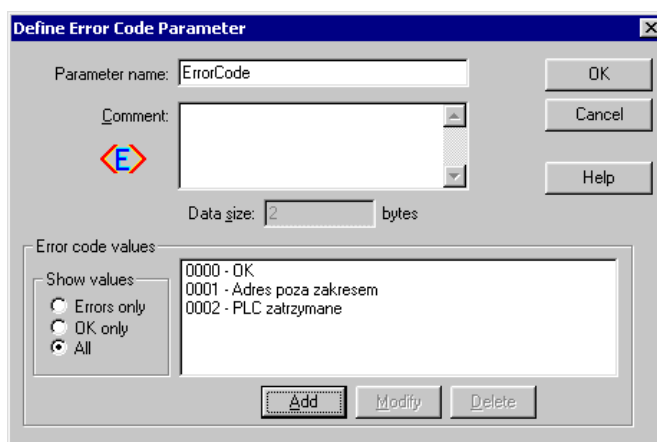 Define Error Code Parameter
Parameter name: ErrorCode
OK
Comment:
Cancel
<E>
Help
Data size: 2 bytes
Error code values
Show values
Errors only
OK only
All
0000 - OK
0001 - Adres poza zakresem
0002 - PLC zatrzymane
Add
Modify
Delete